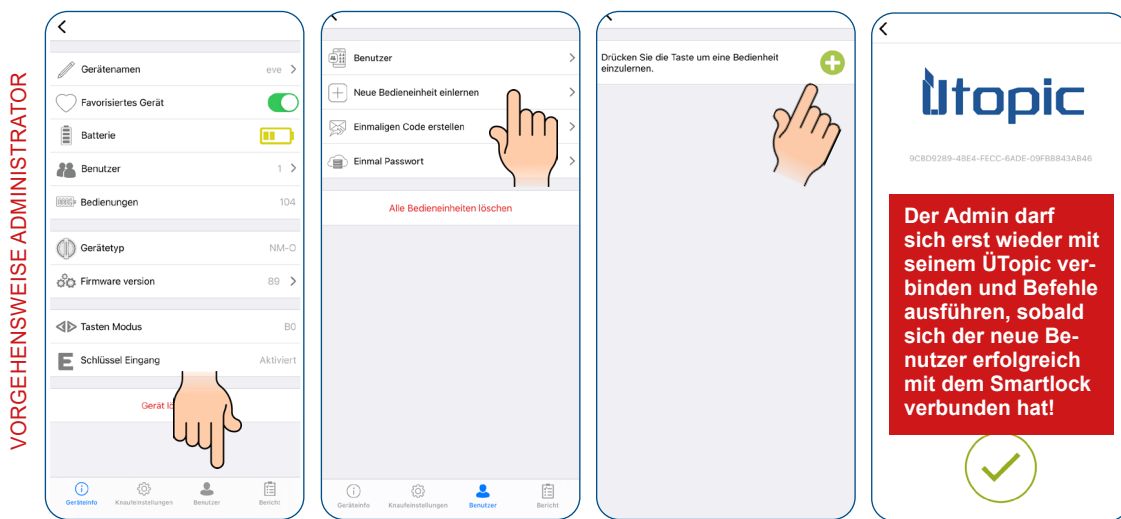 VORGEHENSWEISE ADMINISTRATOR
Gerätenamen eve
Favorisiertes Gerät
Batterie
Benutzer 1
Bedienungen 104
Gerätetyp NM-O
Firmware version 89
Tasten Modus B0
E Schlüssel Eingang Aktiviert
Gerät lö
Geräteinfo Knaufeinstellungen Benutzer Bericht
Benutzer
Neue Bedieneinheit einlernen
Einmaligen Code erstellen
Einmal Passwort
Alle Bedieneinheiten löschen
Geräteinfo Knaufeinstellungen Benutzer Bericht
Drücken Sie die Taste um eine Bedienheit
einzulernen.
Ütopic
9C8D9289-48E4-FECC-6ADE-09FBB843AB46
Der Admin darf
sich erst wieder mit
seinem ÜTopic ver-
binden und Befehle
ausführen, sobald
sich der neue Be-
nutzer erfolgreich
mit dem Smartlock
verbunden hat!